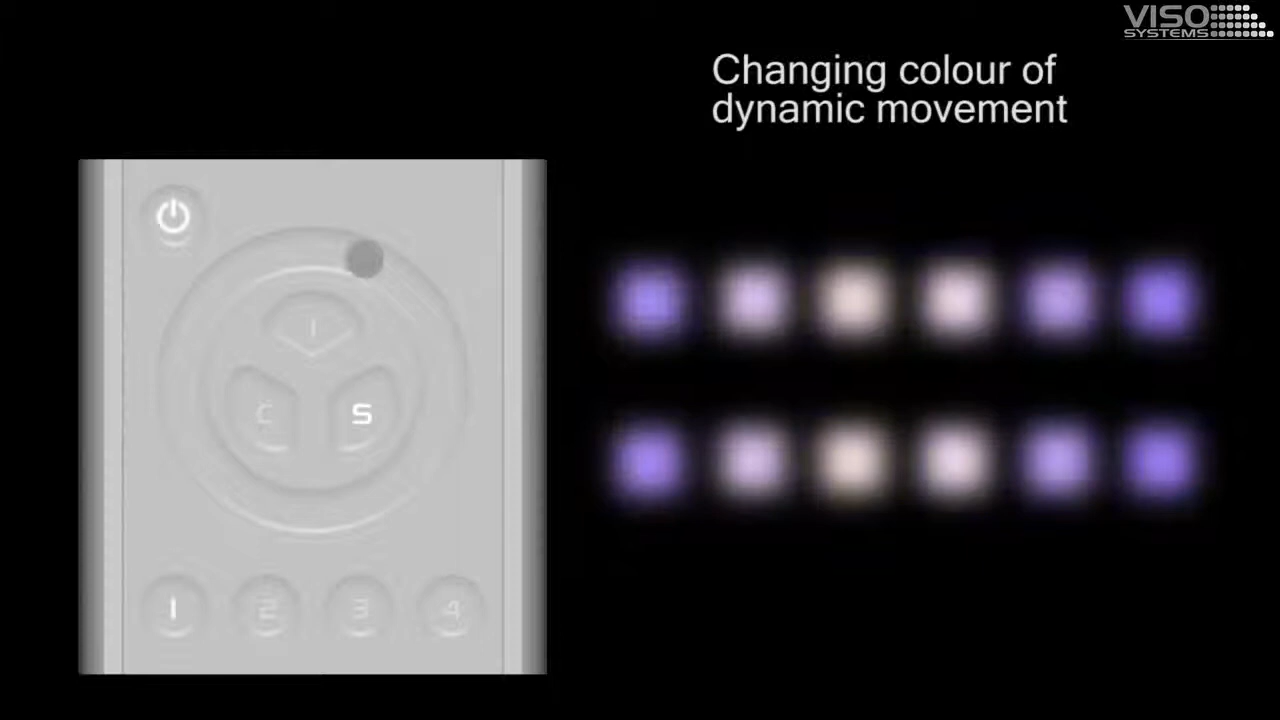 VISO
SYSTEMS
Changing colour of
dynamic movement
I
C
S
1
2
3
4